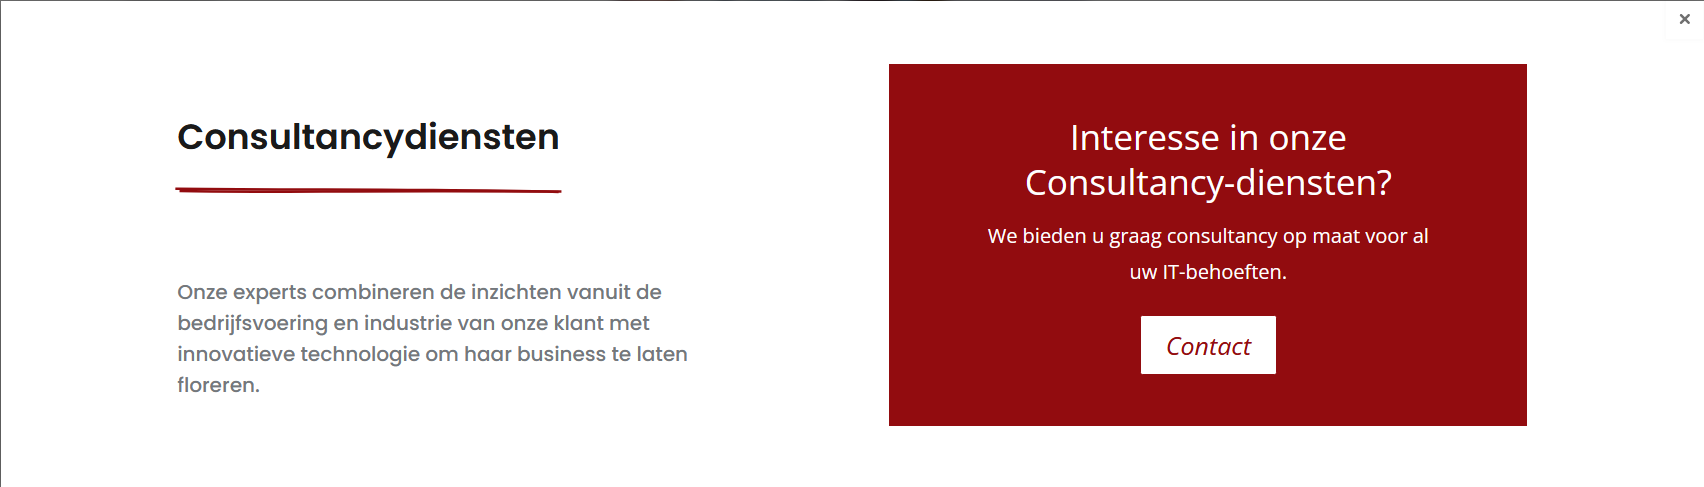 Consultancydiensten
Onze experts combineren de inzichten vanuit de
bedrijfsvoering en industrie van onze klant met
innovatieve technologie om haar business te laten
floreren.
Interesse in onze
Consultancy-diensten?
We bieden u graag consultancy op maat voor al
uw IT-behoeften.
Contact